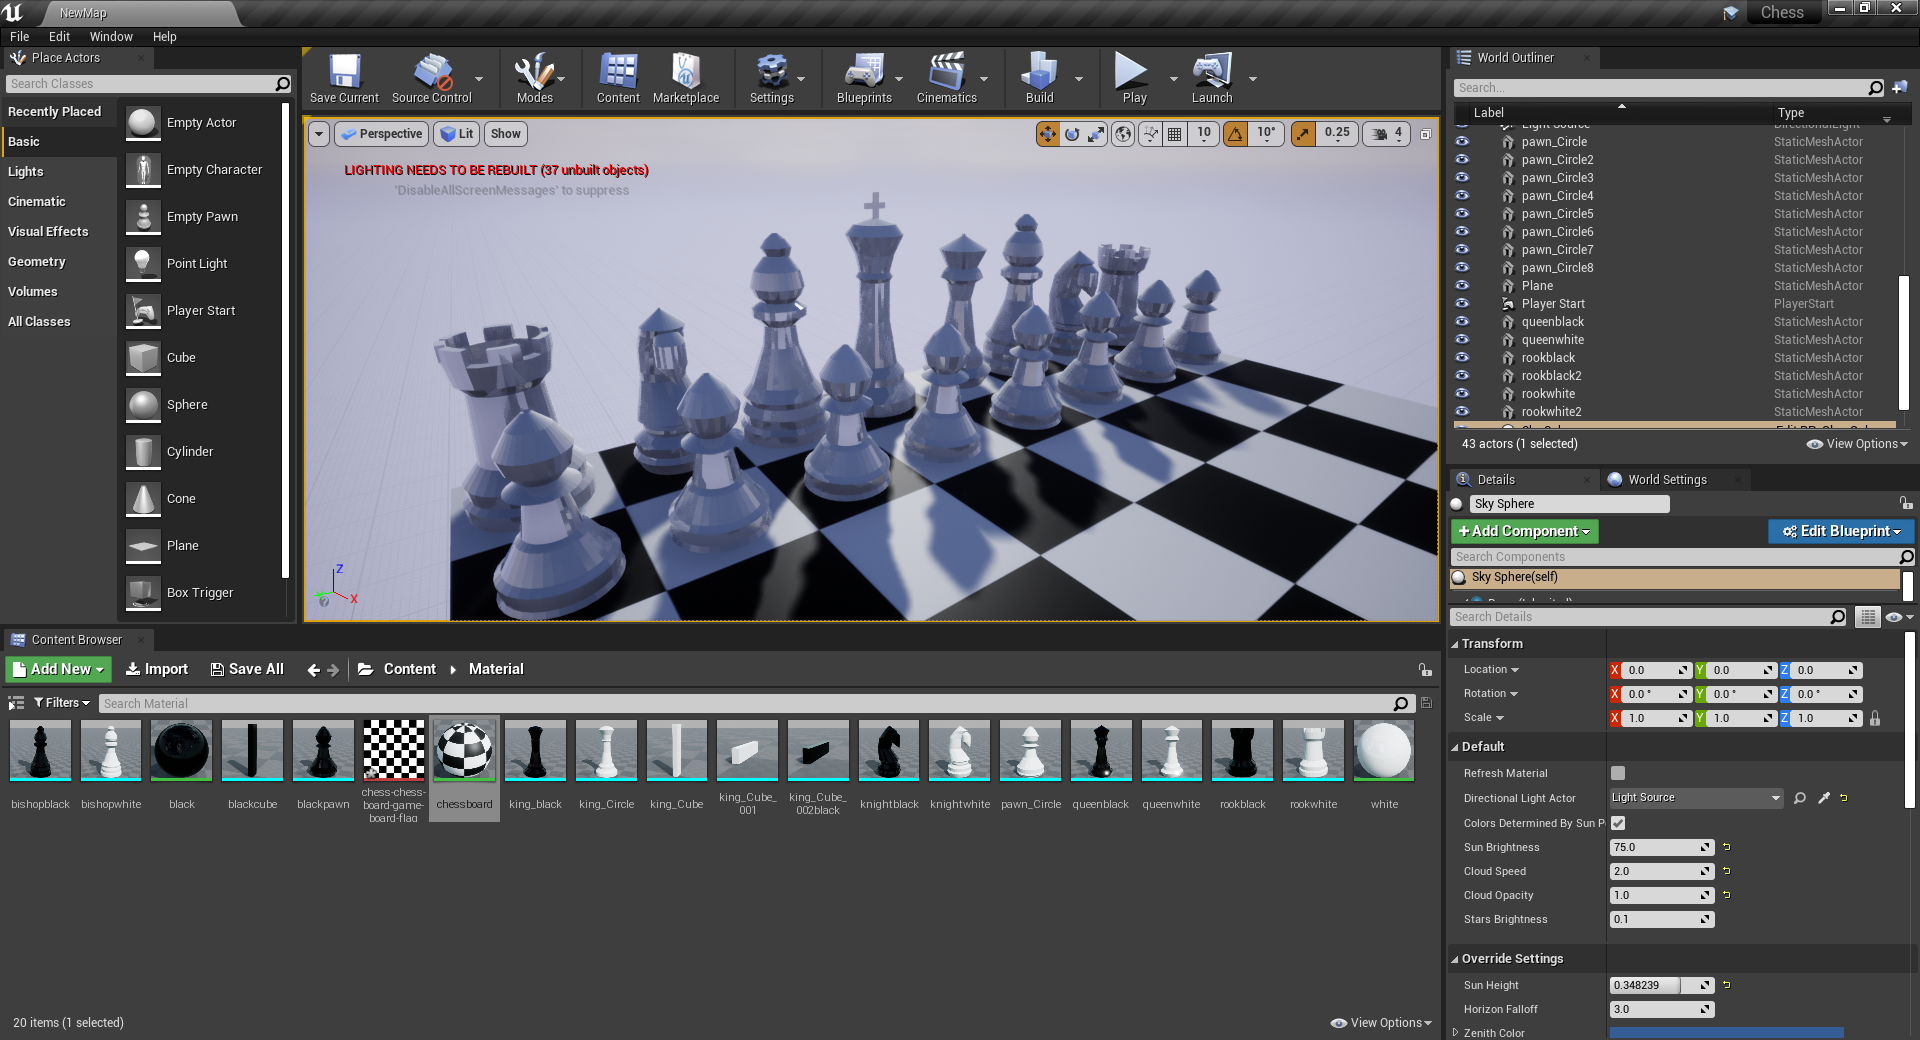 NewMap
Chess
File Edit Window Help
Place Actors
Search Classes
Recently Placed
Basic
Lights
Cinematic
Visual Effects
Geometry
Volumes
All Classes
Empty Actor
Empty Character
Empty Pawn
Point Light
Player Start
Cube
Sphere
Cylinder
Cone
Plane
Box Trigger
Save Current
Source Control
Modes
Content
Marketplace
Settings
Blueprints
Cinematics
Build
Play
Launch
Perspective Lit Show
10 10° 0.25 4
LIGHTING NEEDS TO BE REBUILT (37 unbuilt objects)
'DisableAllScreenMessages' to suppress
Z
X
World Outliner
Search...
Label Type
Light Source DirectionalLight
pawn_Circle StaticMeshActor
pawn_Circle2 StaticMeshActor
pawn_Circle3 StaticMeshActor
pawn_Circle4 StaticMeshActor
pawn_Circle5 StaticMeshActor
pawn_Circle6 StaticMeshActor
pawn_Circle7 StaticMeshActor
pawn_Circle8 StaticMeshActor
Plane StaticMeshActor
Player Start PlayerStart
queenblack StaticMeshActor
queenwhite StaticMeshActor
rookblack StaticMeshActor
rookblack2 StaticMeshActor
rookwhite StaticMeshActor
rookwhite2 StaticMeshActor
43 actors (1 selected) View Options
Details World Settings
Sky Sphere
+Add Component Edit Blueprint
Search Components
Sky Sphere(self)
Search Details
Transform
Location X 0.0 Y 0.0 Z 0.0
Rotation X 0.0 ° Y 0.0 ° Z 0.0 °
Scale X 1.0 Y 1.0 Z 1.0
Default
Refresh Material
Directional Light Actor Light Source
Colors Determined By Sun P
Sun Brightness 75.0
Cloud Speed 2.0
Cloud Opacity 1.0
Stars Brightness 0.1
Override Settings
Sun Height 0.348239
Horizon Falloff 3.0
Zenith Color
Content Browser
Add New Import Save All Content Material
Filters Search Material
bishopblack
bishopwhite
black
blackcube
blackpawn
chess-chess-
board-game-
board-flag
chessboard
king_black
king_Circle
king_Cube
king_Cube_
001
king_Cube_
002black
knightblack
knightwhite
pawn_Circle
queenblack
queenwhite
rookblack
rookwhite
white
20 items (1 selected) View Options